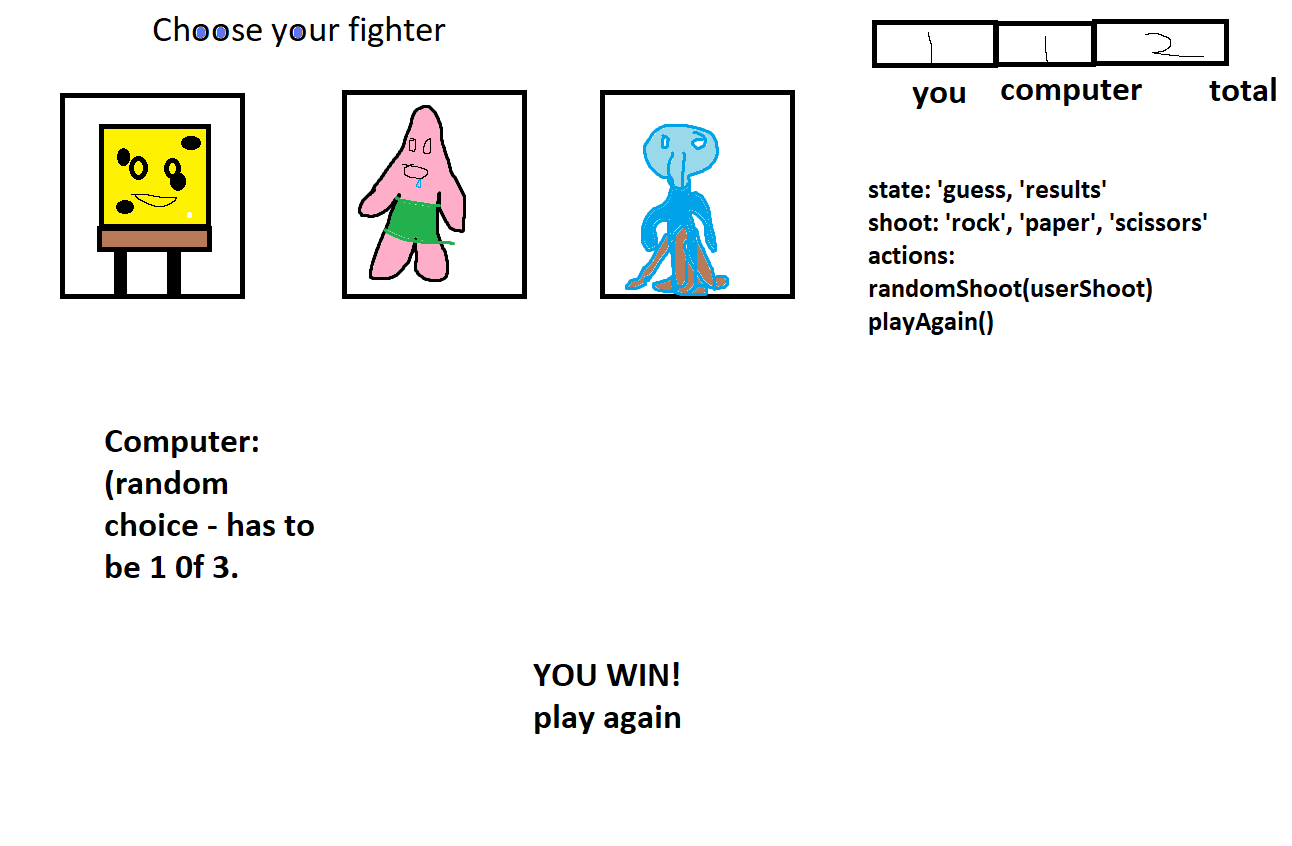 Choose your fighter
1 1 2
you computer total
state: 'guess, 'results'
shoot: 'rock', 'paper', 'scissors'
actions:
randomShoot(userShoot)
playAgain()
Computer:
(random
choice - has to
be 1 0f 3.
YOU WIN!
play again